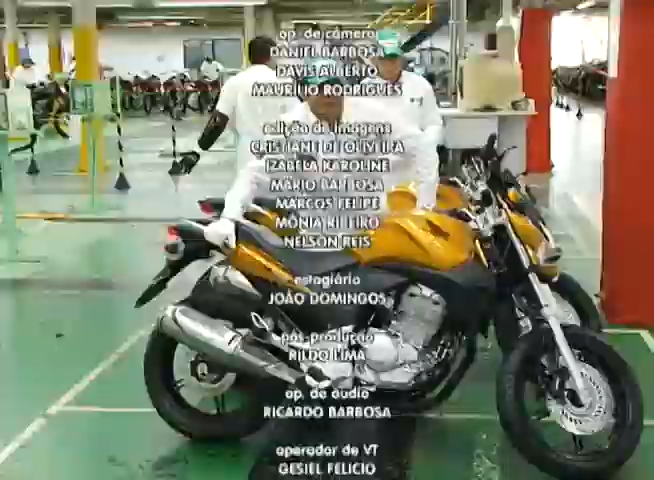 op. de câmera
DANIEL BARBOSA
DAVIS ALBERTO
MAURILIO RODRIGUES
edição de imagens
CRISTIANE DE OLIVEIRA
IZABELA KAROLINE
MÁRIO BARBOSA
MARCOS FELIPE
MÔNIA RIBEIRO
NELSON REIS
estagiário
JOÃO DOMINGOS
pós-produção
RILDO LIMA
op. de áudio
RICARDO BARBOSA
operador de VT
GESIEL FELICIO